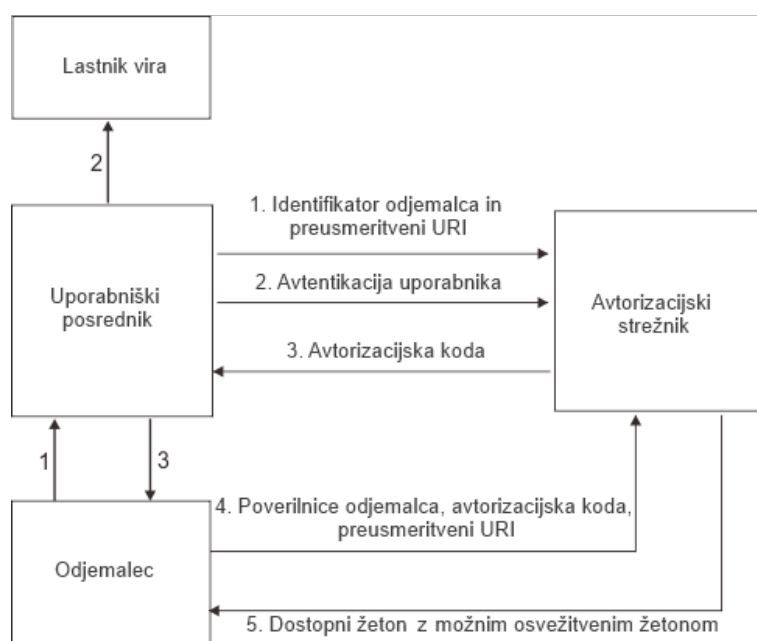 Lastnik vira
2
1. Identifikator odjemalca in
preusmeritveni URI
2. Avtentikacija uporabnika
Uporabniški
posrednik
Avtorizacijski
strežnik
3. Avtorizacijska koda
1
3
4. Poverilnice odjemalca, avtorizacijska koda,
preusmeritveni URI
Odjemalec
5. Dostopni žeton z možnim osvežitvenim žetonom